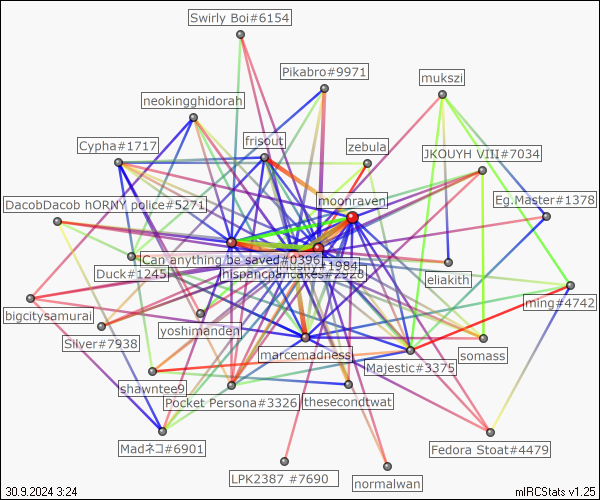 Swirly Boi#6154
Pikabro#9971
mukszi
neokingghidorah
frisout
Cypha#1717
zebula
JKOUYH VIII#7034
moonraven
Eg.Master#1378
DacobDacob hORNY police#5271
Can anything be saved#0396
#1984
Duck#1245
hispancpancakes#2928
eliakith
ming#4742
bigcitysamurai
yoshimanden
Silver#7938
marcemadness
somass
Majestic#3375
shawntee9
Pocket Persona#3326
thesecondtwat
Madネコ#6901
Fedora Stoat#4479
LPK2387 #7690
normalwan
30.9.2024 3:24
mIRCStats v1.25